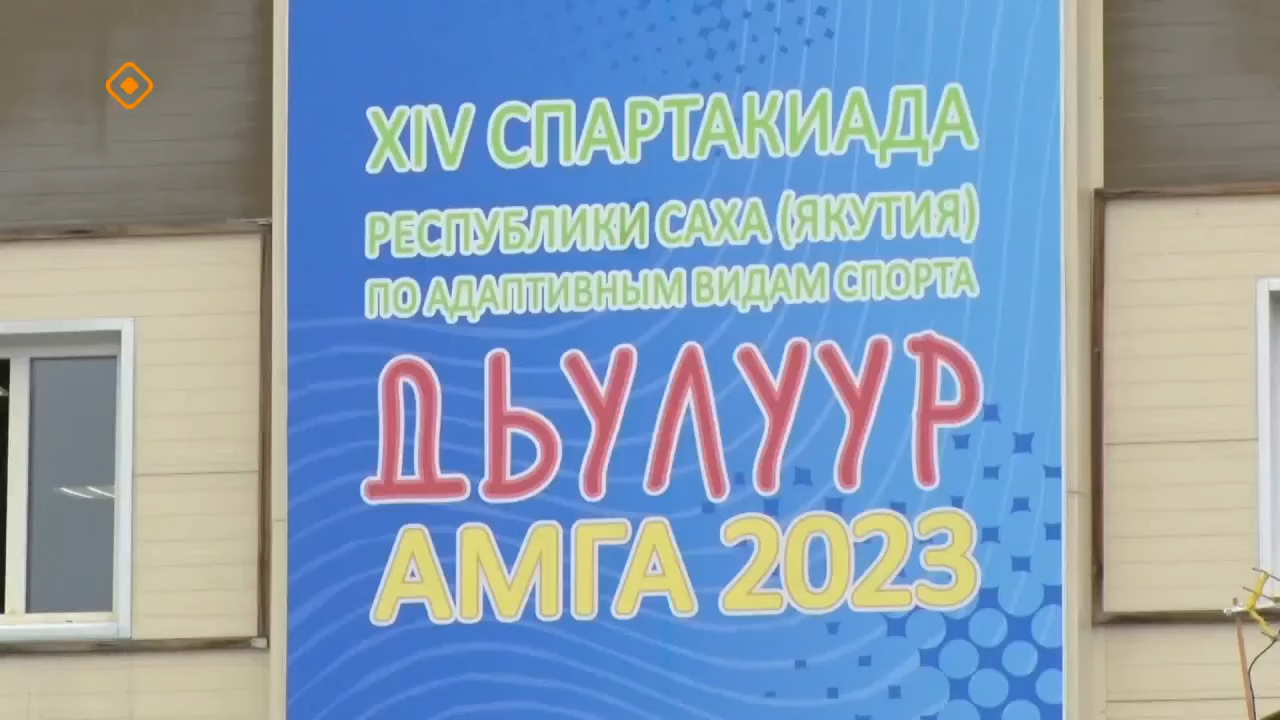 XIV СПАРТАКИАДА
РЕСПУБЛИКИ САХА (ЯКУТИЯ)
ПО АДАПТИВНЫМ ВИДАМ СПОРТА
ДЬУЛУУР
АМГА 2023